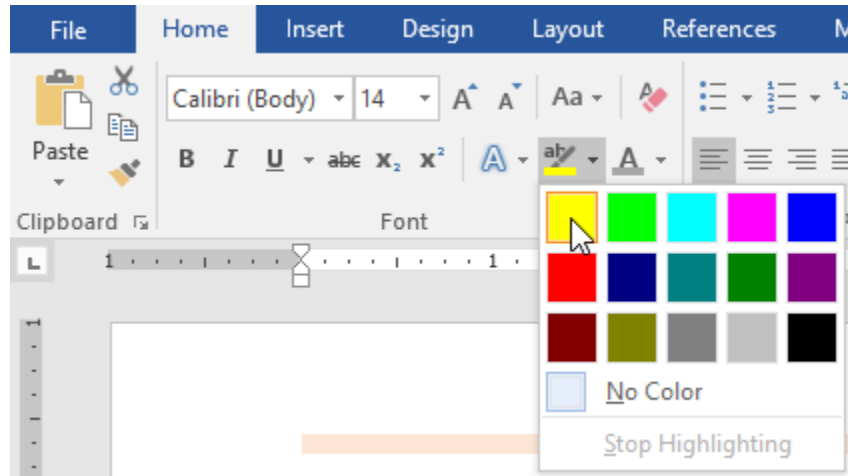 File Home Insert Design Layout References M
Calibri (Body) 14 A A Aa
Paste B I U abc X₂ X² A ab A
Clipboard Font
L 1 1
No Color
1
Stop Highlighting